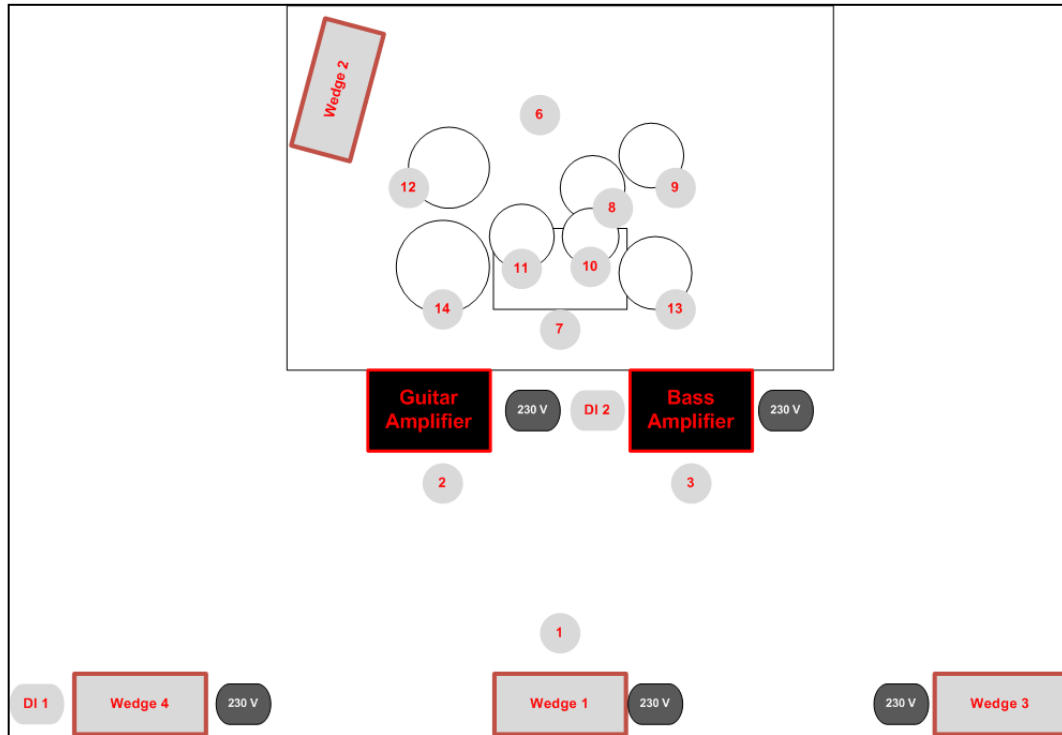 Wedge 2
6
12
9
8
11
10
14
13
7
Guitar
Amplifier
230 V
DI 2
Bass
Amplifier
230 V
2
3
1
DI 1
Wedge 4
230 V
Wedge 1
230 V
230 V
Wedge 3